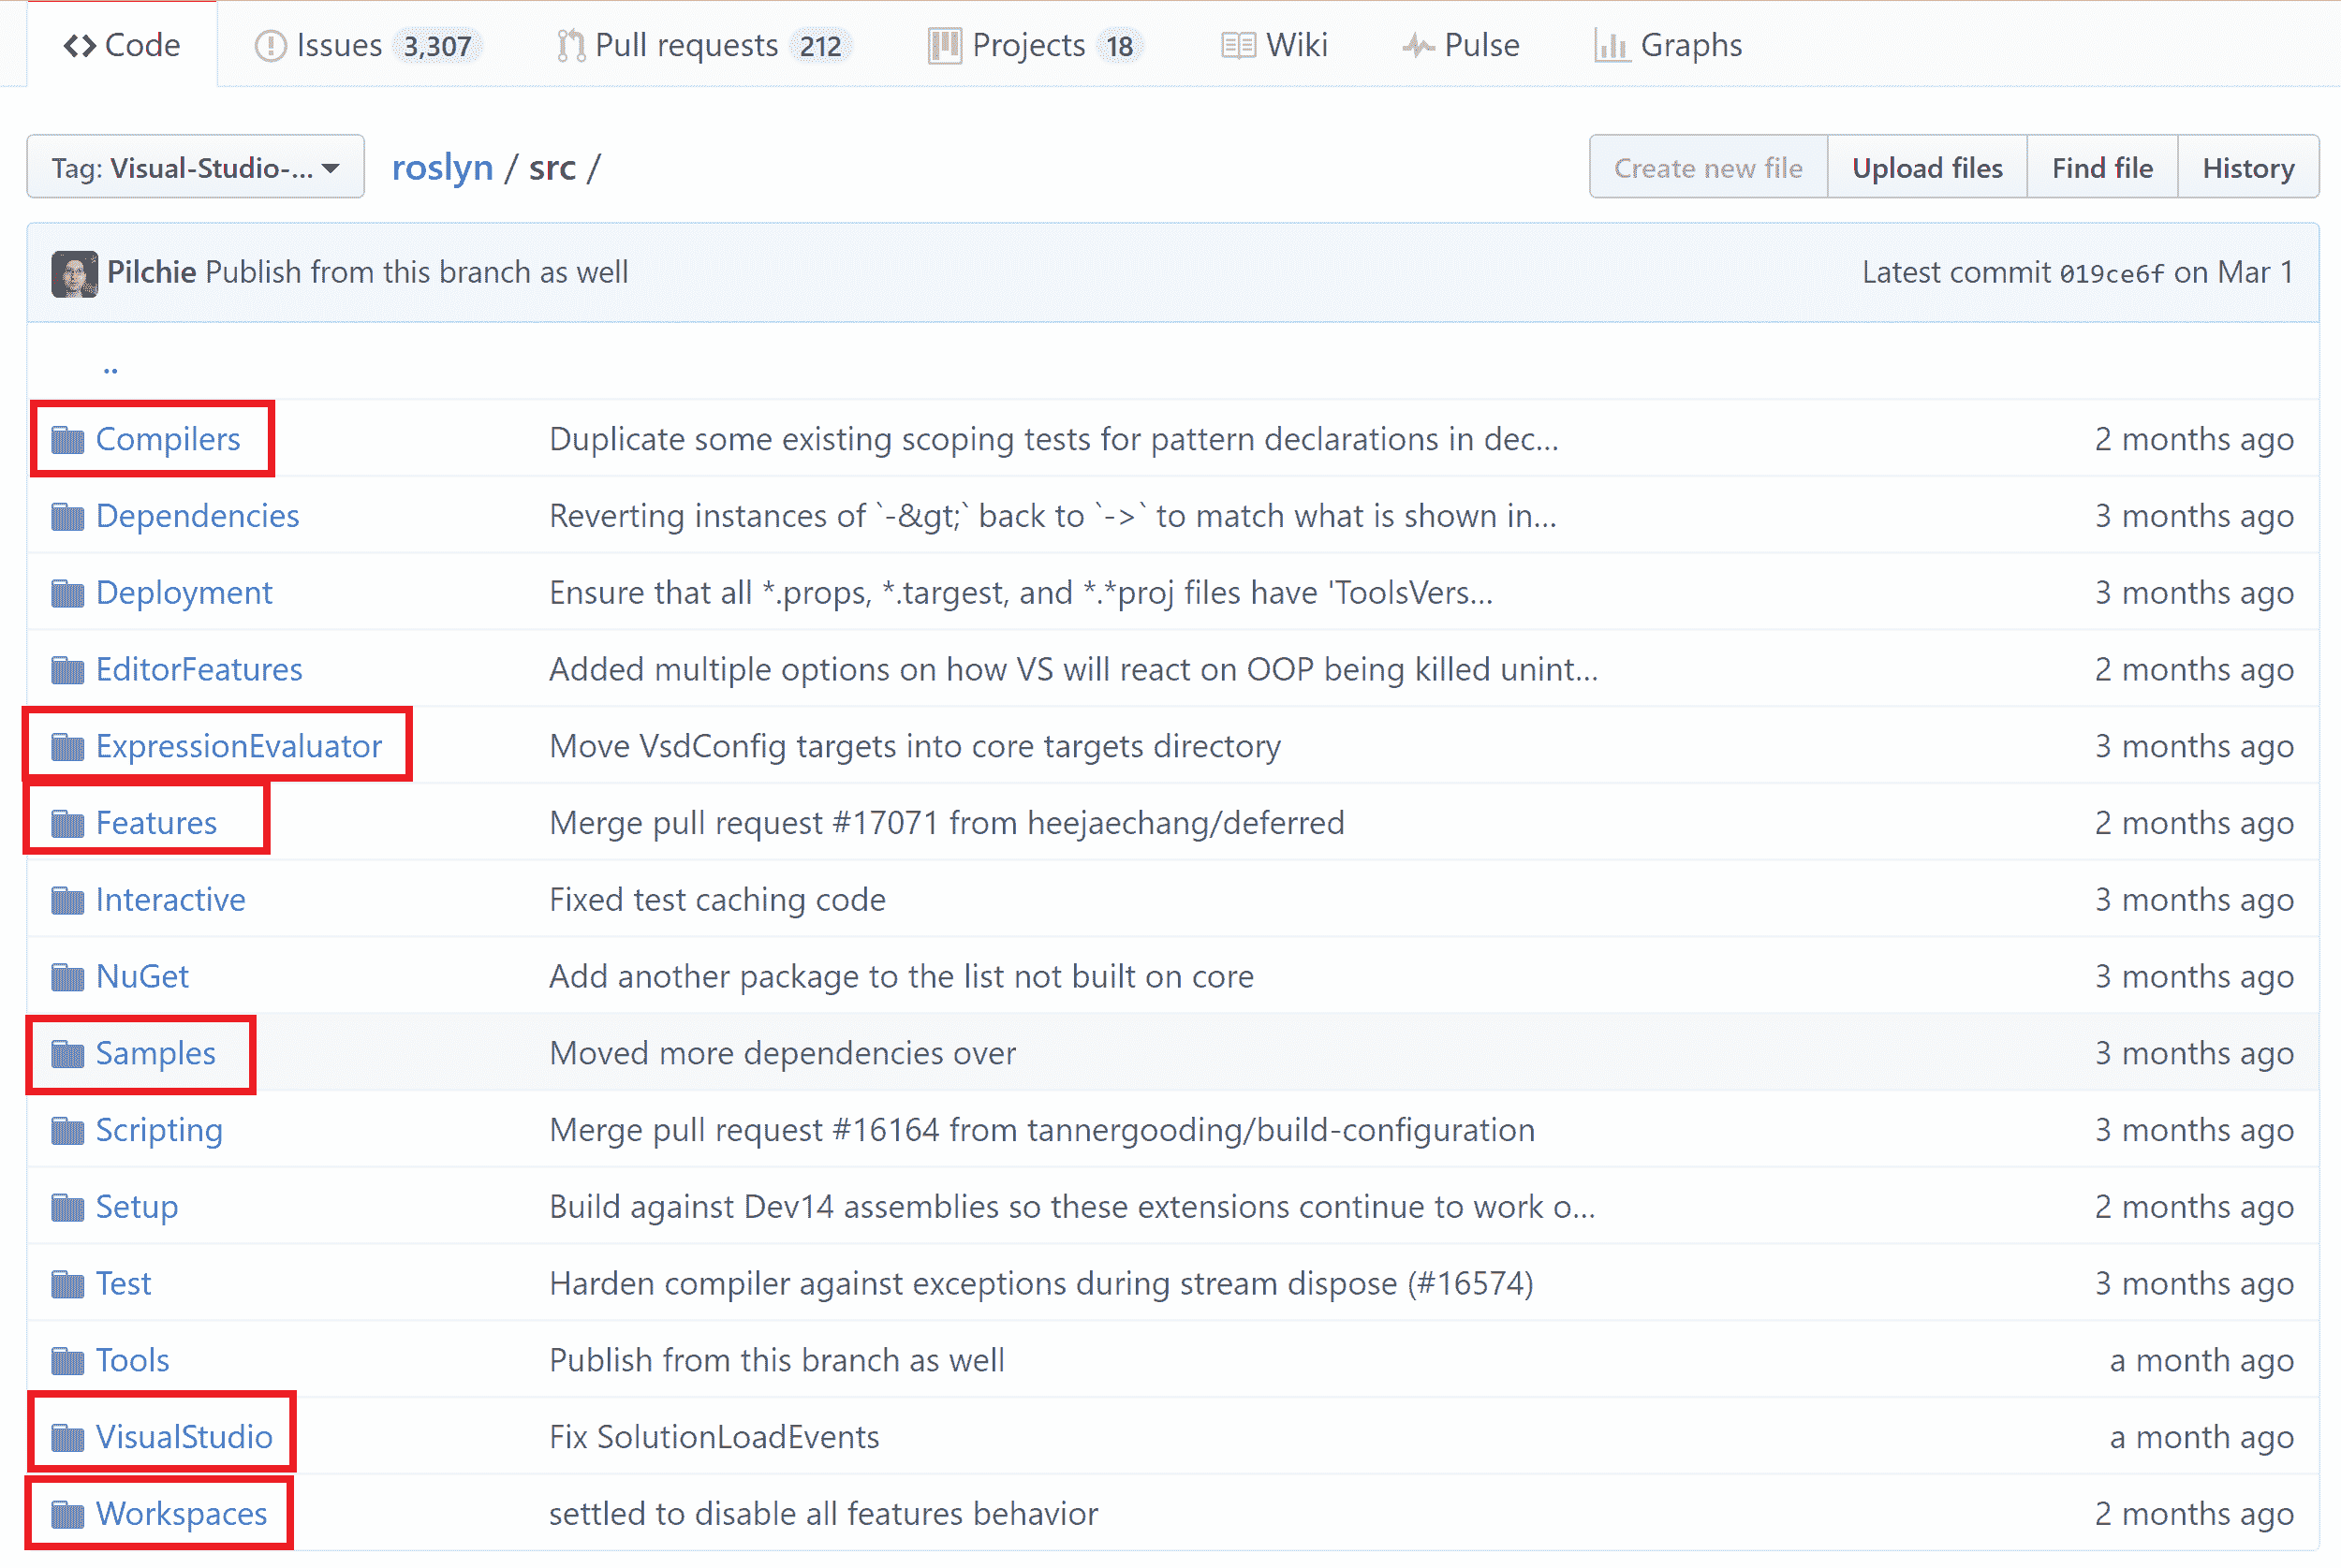 Code Issues 3,307 Pull requests 212 Projects 18 Wiki Pulse Graphs
Tag: Visual-Studio-... roslyn / src / Create new file Upload files Find file History
Pilchie Publish from this branch as well Latest commit 019ce6f on Mar 1
..
Compilers Duplicate some existing scoping tests for pattern declarations in dec... 2 months ago
Dependencies Reverting instances of `-&gt;` back to `->` to match what is shown in... 3 months ago
Deployment Ensure that all *.props, *.targest, and *.*proj files have 'ToolsVers... 3 months ago
EditorFeatures Added multiple options on how VS will react on OOP being killed unint... 2 months ago
ExpressionEvaluator Move VsdConfig targets into core targets directory 3 months ago
Features Merge pull request #17071 from heejaechang/deferred 2 months ago
Interactive Fixed test caching code 3 months ago
NuGet Add another package to the list not built on core 3 months ago
Samples Moved more dependencies over 3 months ago
Scripting Merge pull request #16164 from tannergooding/build-configuration 3 months ago
Setup Build against Dev14 assemblies so these extensions continue to work o... 2 months ago
Test Harden compiler against exceptions during stream dispose (#16574) 3 months ago
Tools Publish from this branch as well a month ago
VisualStudio Fix SolutionLoadEvents a month ago
Workspaces settled to disable all features behavior 2 months ago